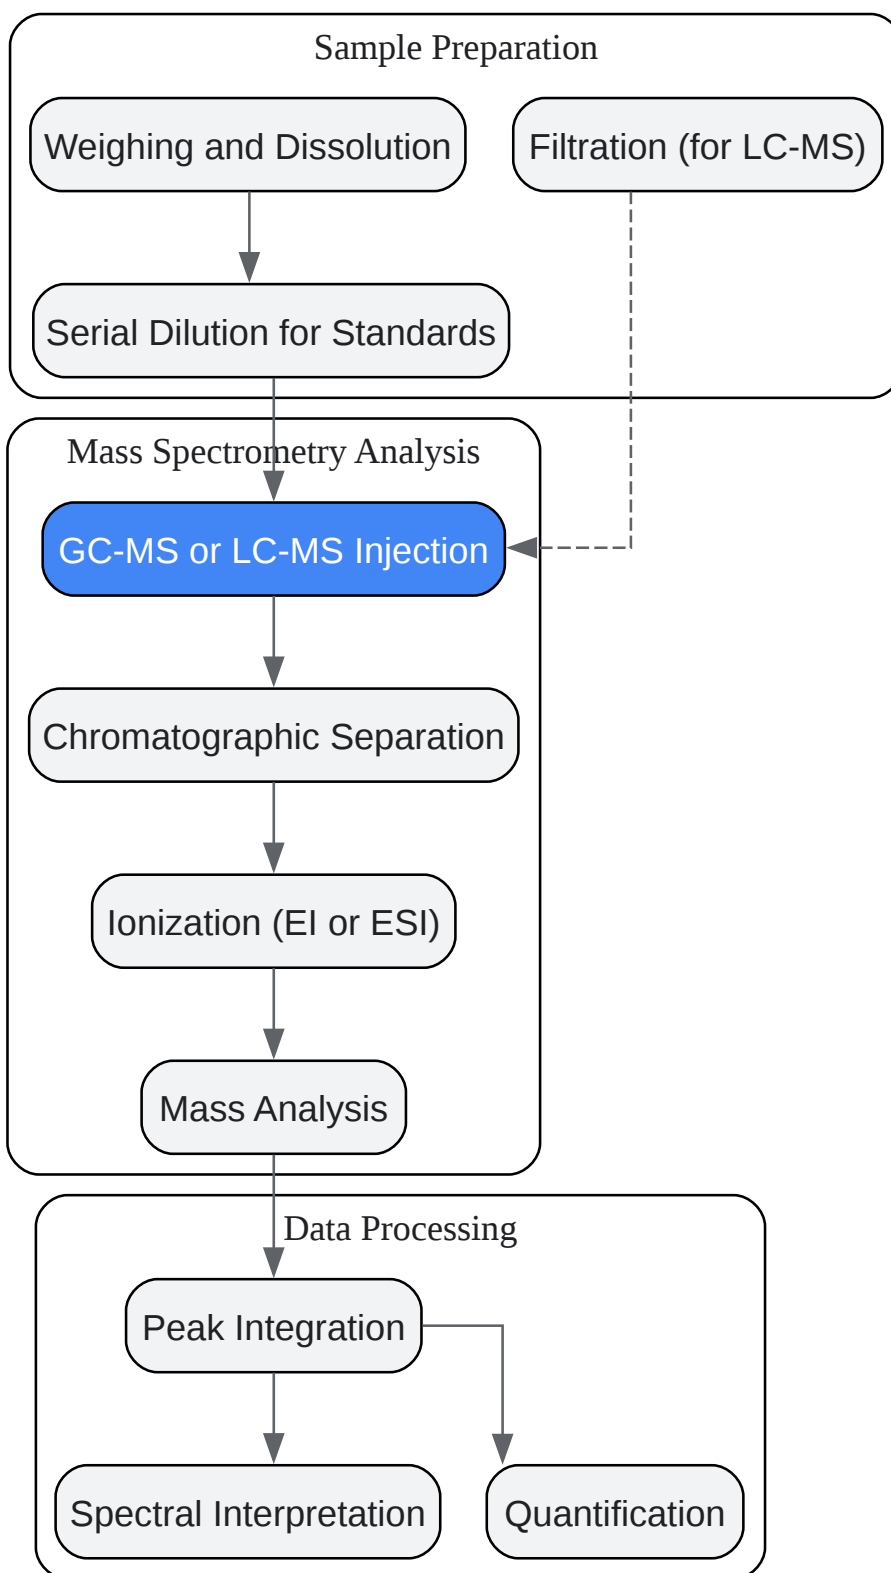 Sample Preparation
Weighing and Dissolution
Filtration (for LC-MS)
Serial Dilution for Standards
Mass Spectrometry Analysis
GC-MS or LC-MS Injection
Chromatographic Separation
Ionization (EI or ESI)
Mass Analysis
Data Processing
Peak Integration
Spectral Interpretation
Quantification